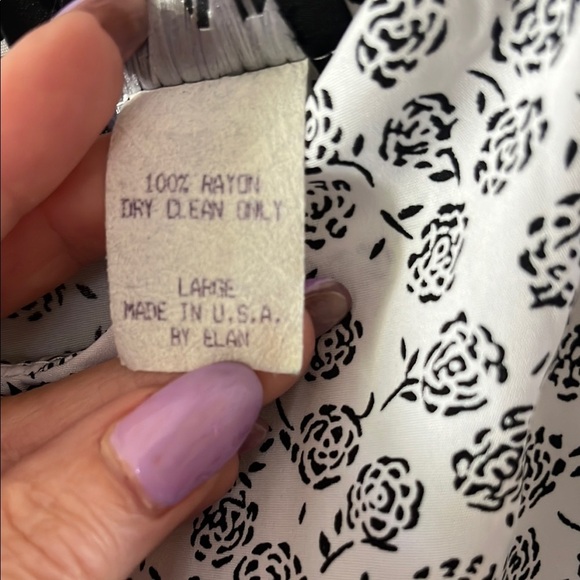 100% RAYON
DRY CLEAN ONLY
LARGE
MADE IN U.S.A.
BY ELAN